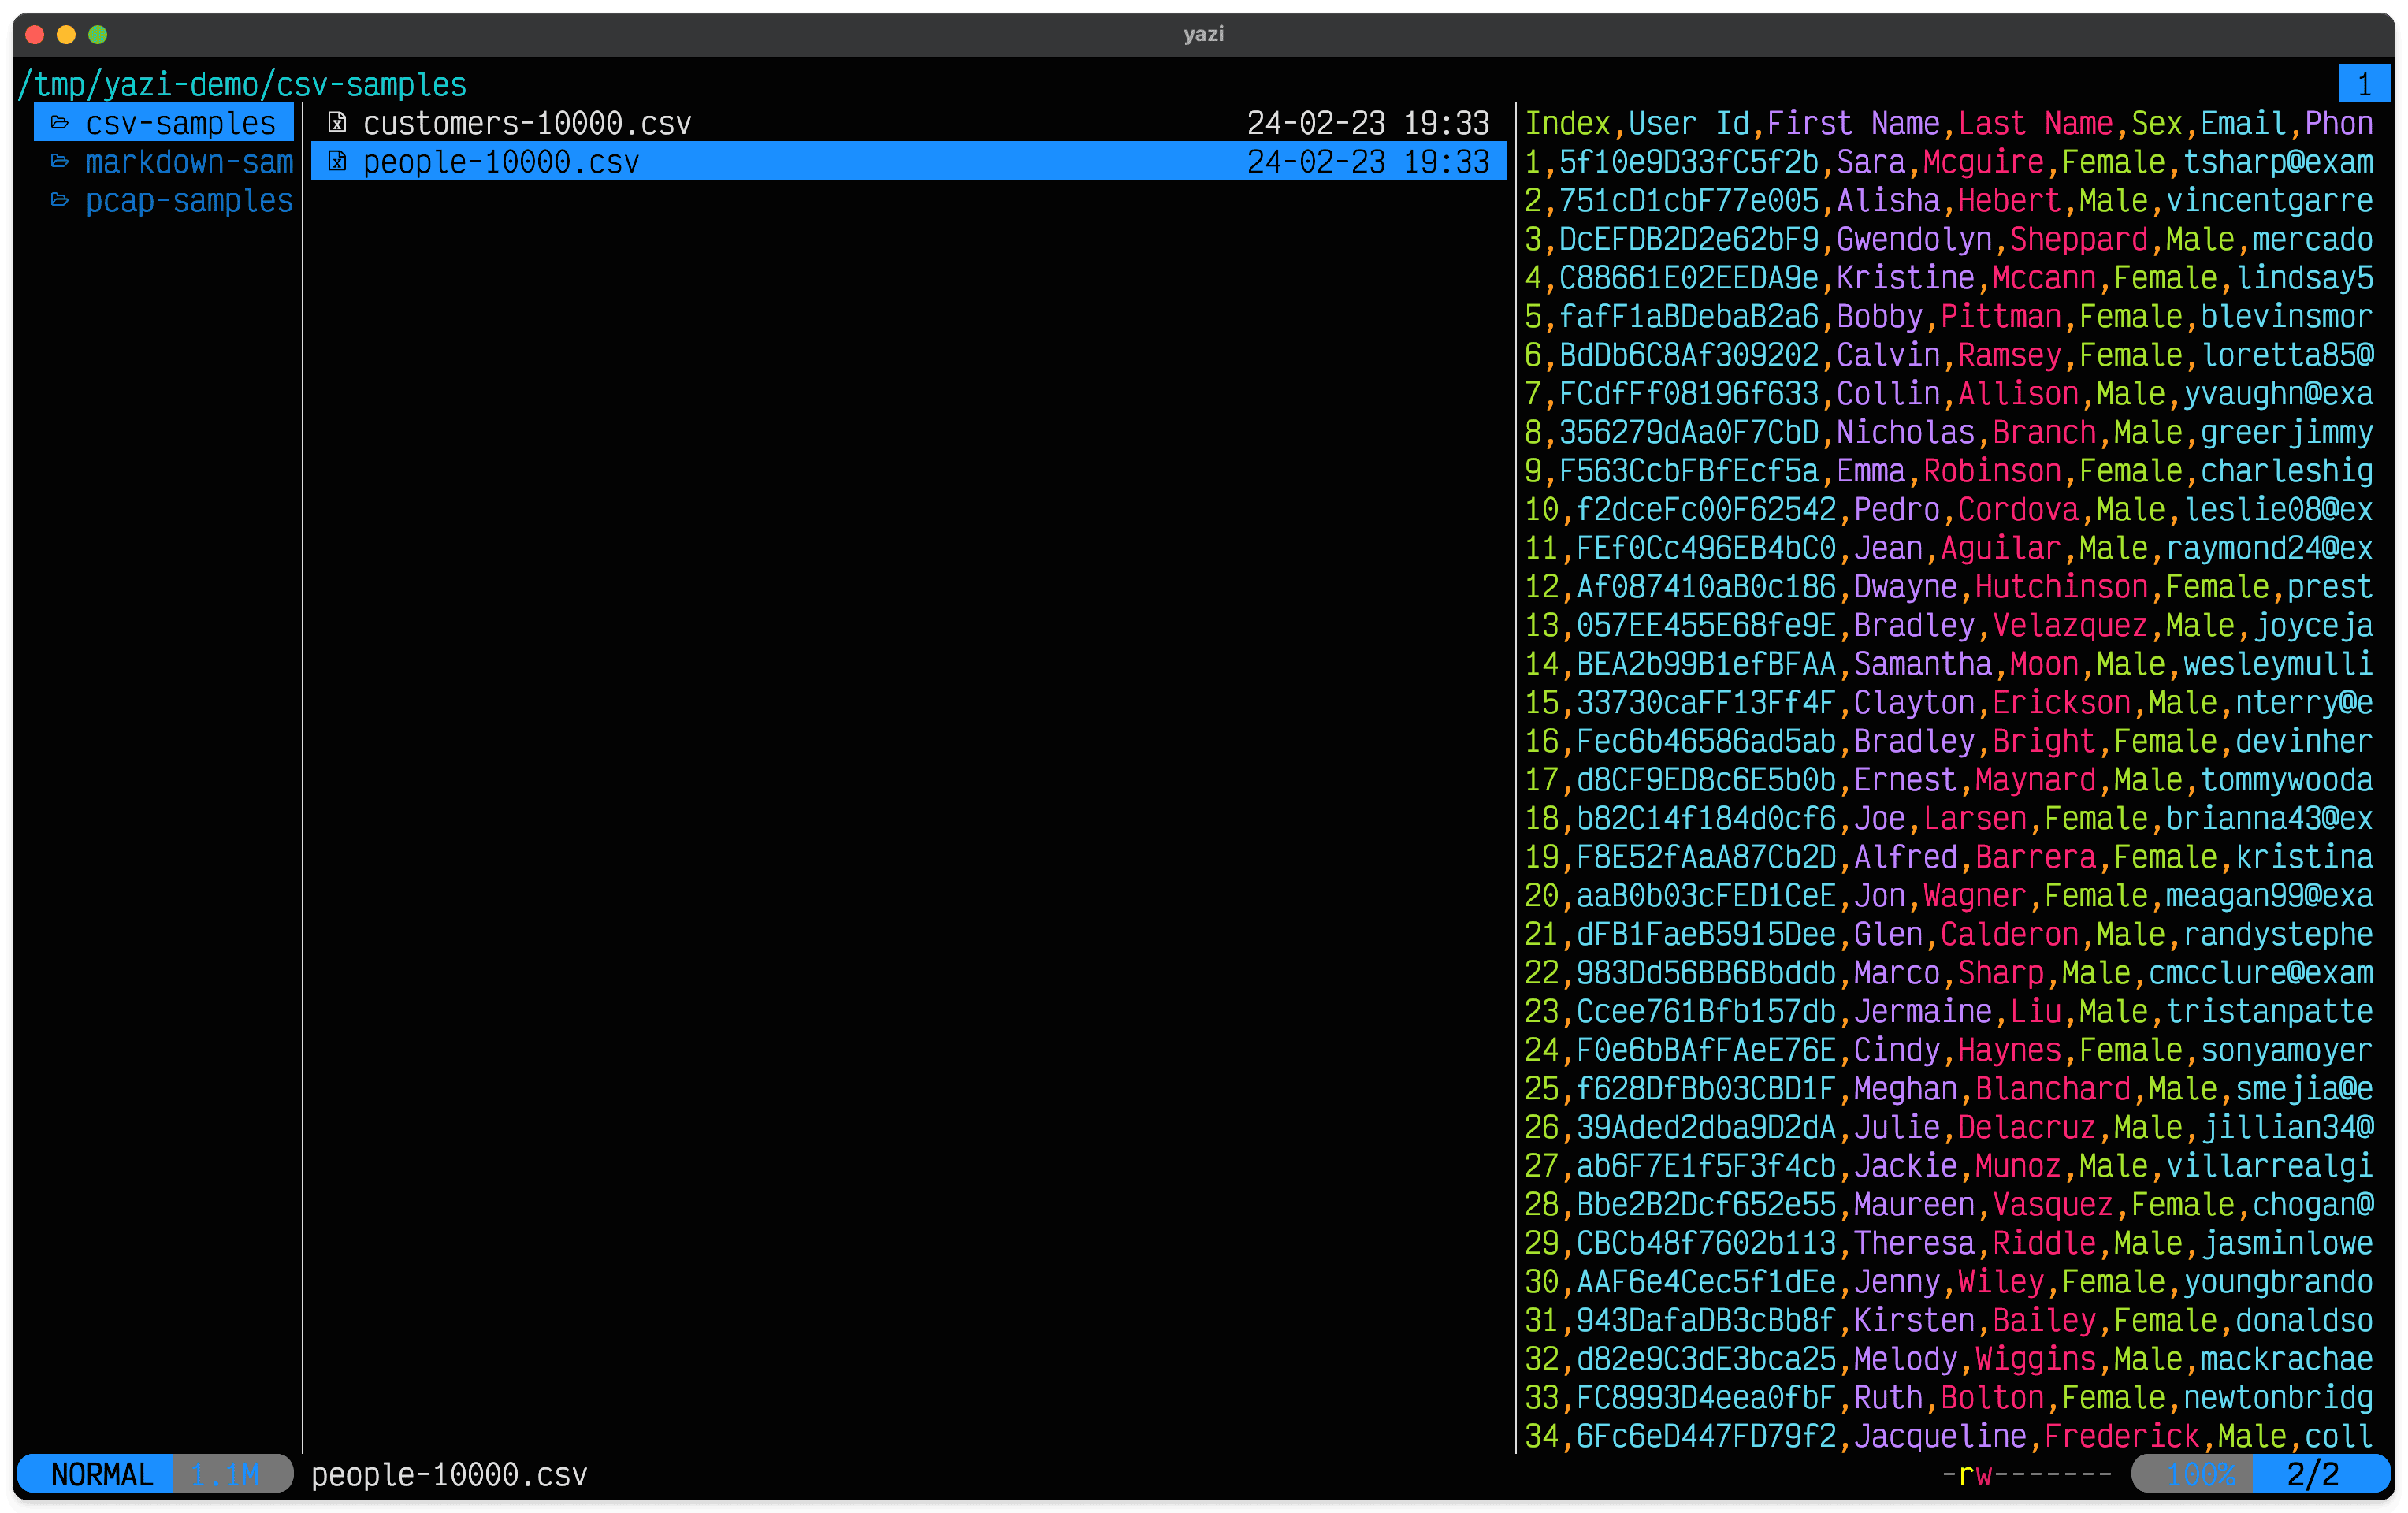 yazi
/tmp/yazi-demo/csv-samples
1
csv-samples
markdown-sam
pcap-samples
customers-10000.csv 24-02-23 19:33
people-10000.csv 24-02-23 19:33
Index,User Id,First Name,Last Name,Sex,Email,Phon
1,5f10e9D33fC5f2b,Sara,Mcguire,Female,tsharp@exam
2,751cD1cbF77e005,Alisha,Hebert,Male,vincentgarre
3,DcEFDB2D2e62bF9,Gwendolyn,Sheppard,Male,mercado
4,C88661E02EEDA9e,Kristine,Mccann,Female,lindsay5
5,fafF1aBDebaB2a6,Bobby,Pittman,Female,blevinsmor
6,BdDb6C8Af309202,Calvin,Ramsey,Female,loretta85@
7,FCdfFf08196f633,Collin,Allison,Male,yvaughn@exa
8,356279dAa0F7CbD,Nicholas,Branch,Male,greerjimmy
9,F563CcbFBfEcf5a,Emma,Robinson,Female,charleshig
10,f2dceFc00F62542,Pedro,Cordova,Male,leslie08@ex
11,FEf0Cc496EB4bC0,Jean,Aguilar,Male,raymond24@ex
12,Af087410aB0c186,Dwayne,Hutchinson,Female,prest
13,057EE455E68fe9E,Bradley,Velazquez,Male,joyceja
14,BEA2b99B1efBFAA,Samantha,Moon,Male,wesleymulli
15,33730caFF13Ff4F,Clayton,Erickson,Male,nterry@e
16,Fec6b46586ad5ab,Bradley,Bright,Female,devinher
17,d8CF9ED8c6E5b0b,Ernest,Maynard,Male,tommywooda
18,b82C14f184d0cf6,Joe,Larsen,Female,brianna43@ex
19,F8E52fAaA87Cb2D,Alfred,Barrera,Female,kristina
20,aaB0b03cFED1CeE,Jon,Wagner,Female,meagan99@exa
21,dFB1FaeB5915Dee,Glen,Calderon,Male,randystephe
22,983Dd56BB6Bbddb,Marco,Sharp,Male,cmcclure@exam
23,Ccee761Bfb157db,Jermaine,Liu,Male,tristanpatte
24,F0e6bBAfFAeE76E,Cindy,Haynes,Female,sonyamoyer
25,f628DfBb03CBD1F,Meghan,Blanchard,Male,smejia@e
26,39Aded2dba9D2dA,Julie,Delacruz,Male,jillian34@
27,ab6F7E1f5F3f4cb,Jackie,Munoz,Male,villarrealgi
28,Bbe2B2Dcf652e55,Maureen,Vasquez,Female,chogan@
29,CBCb48f7602b113,Theresa,Riddle,Male,jasminlowe
30,AAF6e4Cec5f1dEe,Jenny,Wiley,Female,youngbrando
31,943DafaDB3cBb8f,Kirsten,Bailey,Female,donaldso
32,d82e9C3dE3bca25,Melody,Wiggins,Male,mackrachae
33,FC8993D4eea0fbF,Ruth,Bolton,Female,newtonbridg
34,6Fc6eD447FD79f2,Jacqueline,Frederick,Male,coll
NORMAL 1.1M people-10000.csv -rw------- 100% 2/2